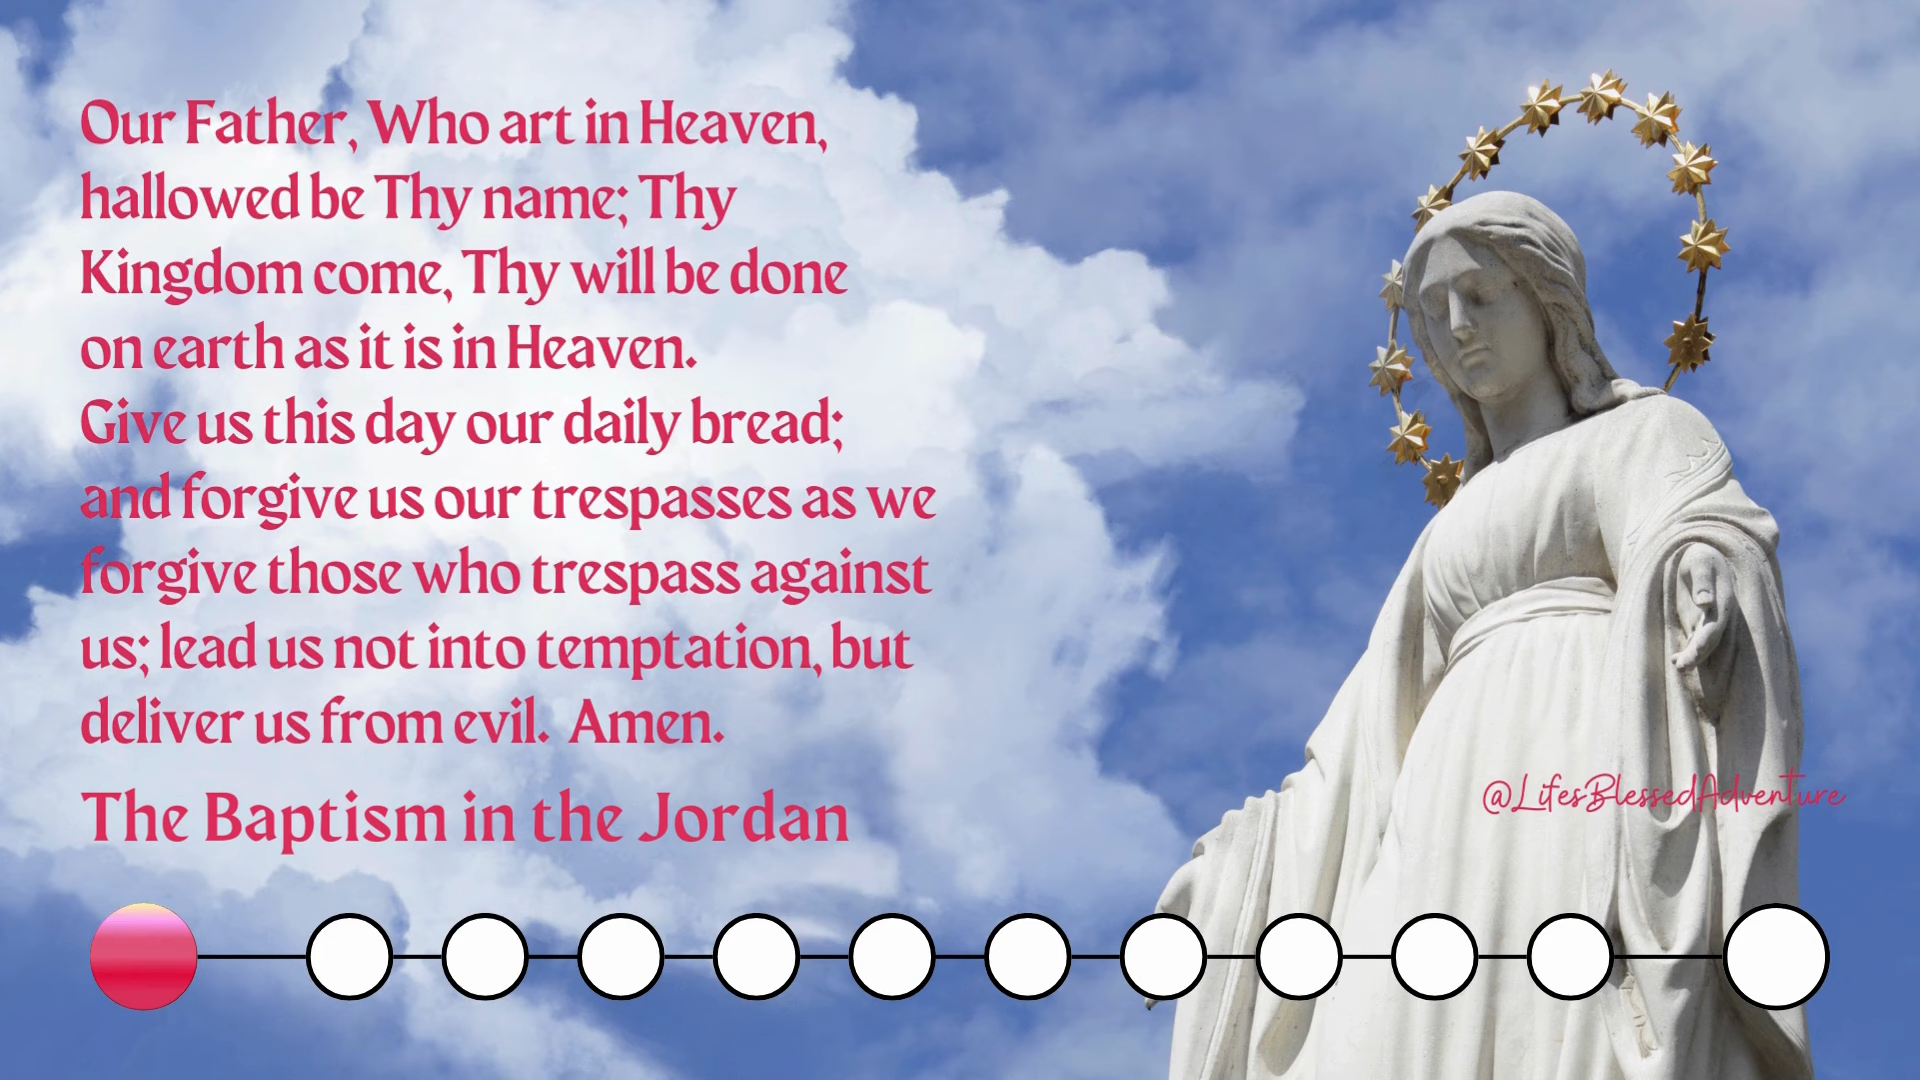 Our Father, Who art in Heaven,
hallowed be Thy name; Thy
Kingdom come, Thy will be done
on earth as it is in Heaven.
Give us this day our daily bread;
and forgive us our trespasses as we
forgive those who trespass against
us; lead us not into temptation, but
deliver us from evil. Amen.
The Baptism in the Jordan
@LifesBlessedAdventure